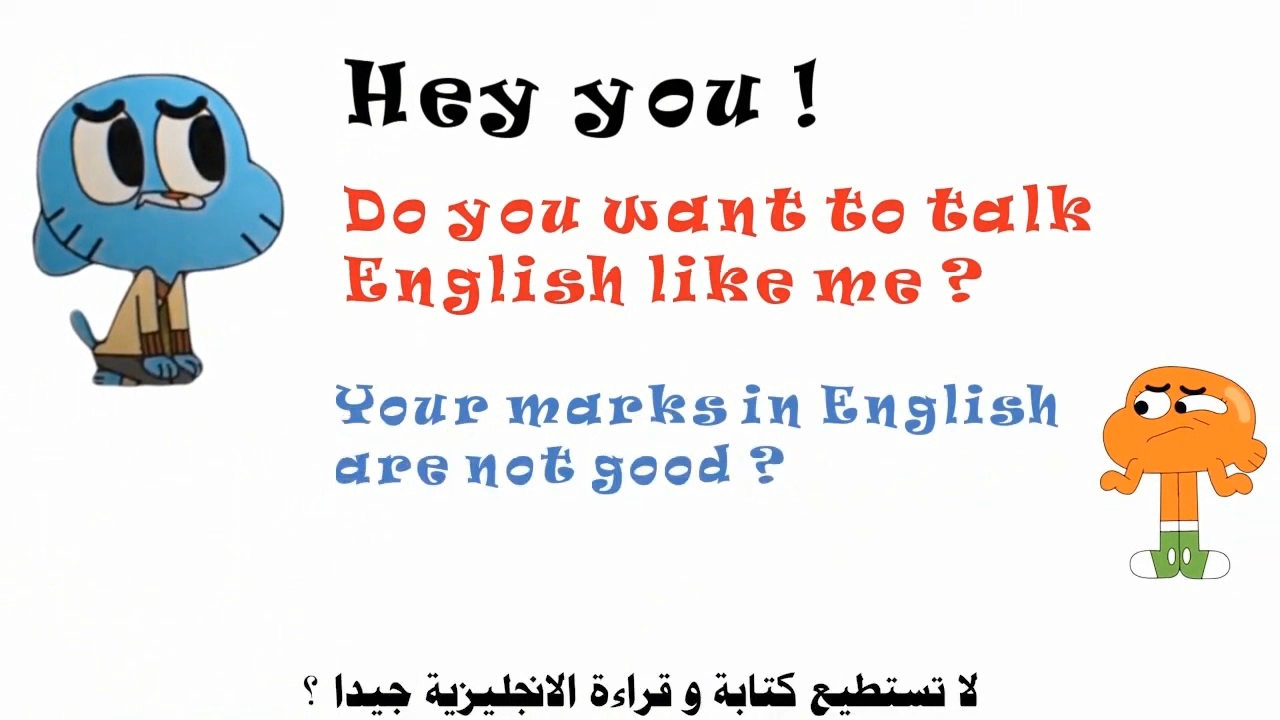 Hey you !
Do you want to talk
English like me ?
Your marks in English
are not good ?
لا تستطيع كتابة و قراءة الانجليزية جيدا ؟